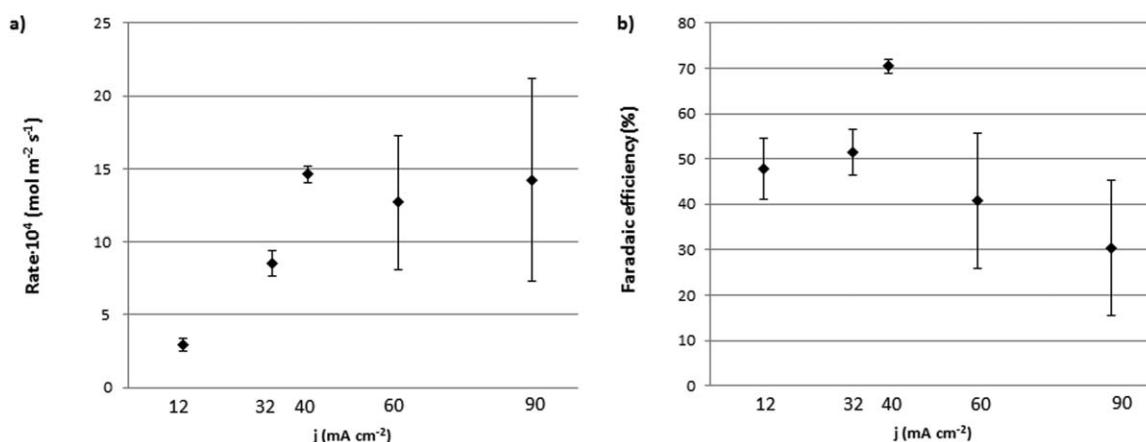 a)
Rate·10⁴ (mol m⁻² s⁻¹)
25
20
15
10
5
0
12 32 40 60 90
j (mA cm⁻²)
b)
Faradaic efficiency(%)
80
70
60
50
40
30
20
10
0
12 32 40 60 90
j (mA cm⁻²)